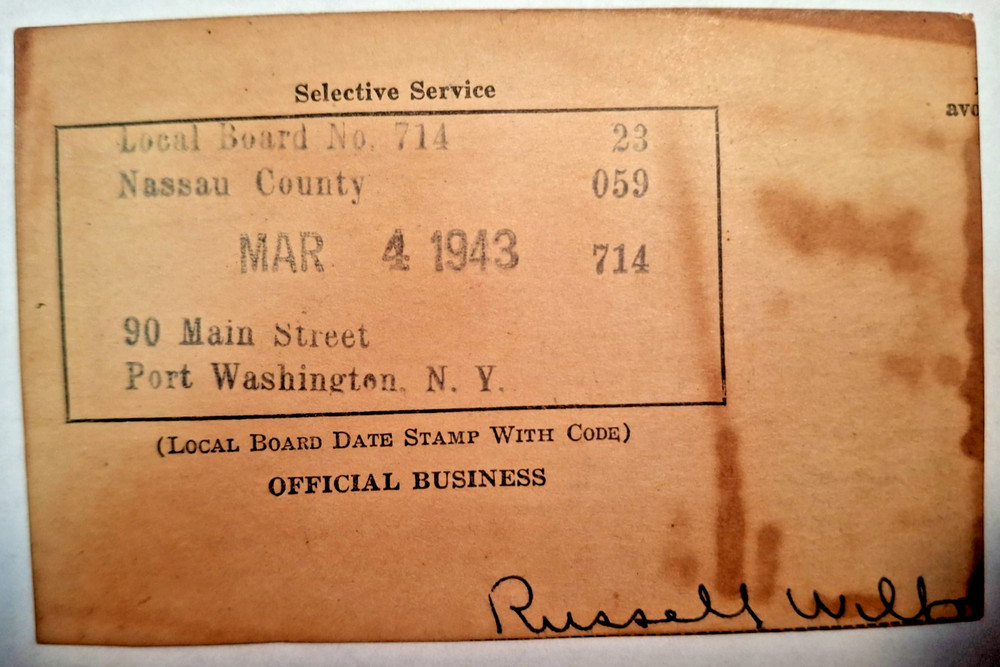 Selective Service
avo
Local Board No. 714 23
Nassau County 059
MAR 4 1943 714
90 Main Street
Port Washington, N. Y.
(LOCAL BOARD DATE STAMP WITH CODE)
OFFICIAL BUSINESS
Russell